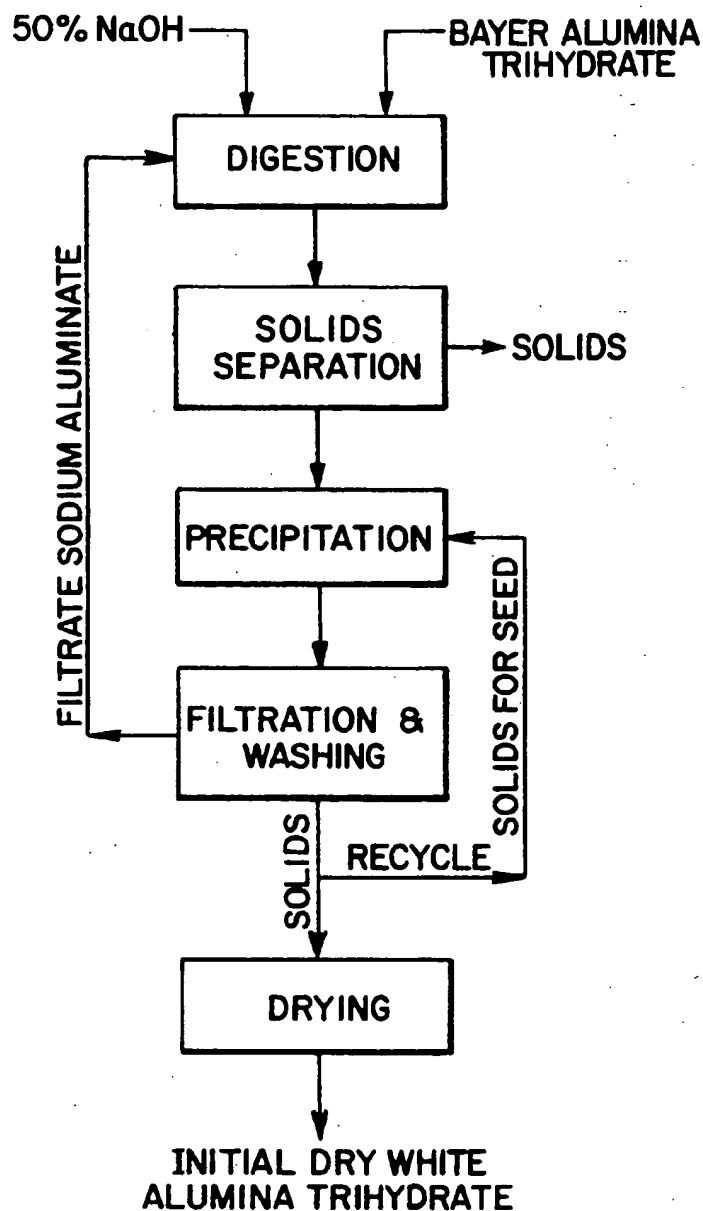 50% NaOH
BAYER ALUMINA
TRIHYDRATE
DIGESTION
FILTRATE SODIUM ALUMINATE
SOLIDS
SEPARATION
SOLIDS
PRECIPITATION
SOLIDS FOR SEED
FILTRATION &
WASHING
SOLIDS
RECYCLE
DRYING
INITIAL DRY WHITE
ALUMINA TRIHYDRATE